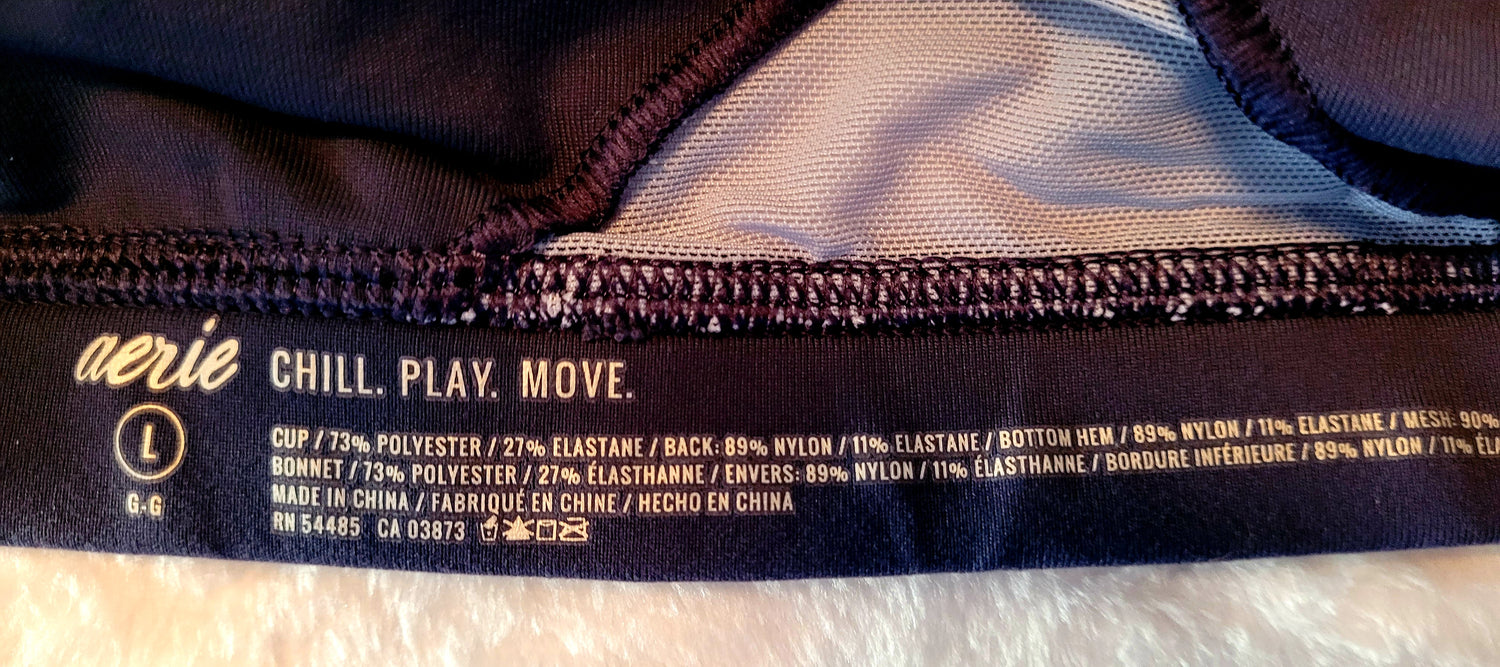 aerie CHILL. PLAY. MOVE.
L
G-G
CUP / 73% POLYESTER / 27% ELASTANE / BACK: 89% NYLON / 11% ELASTANE / BOTTOM HEM / 89% NYLON / 11% ELASTANE / MESH: 90%
BONNET / 73% POLYESTER / 27% ÉLASTHANNE / ENVERS: 89% NYLON / 11% ÉLASTHANNE / BORDURE INFÉRIEURE / 89% NYLON / 11% ÉLA
MADE IN CHINA / FABRIQUÉ EN CHINE / HECHO EN CHINA
RN 54485 CA 03873